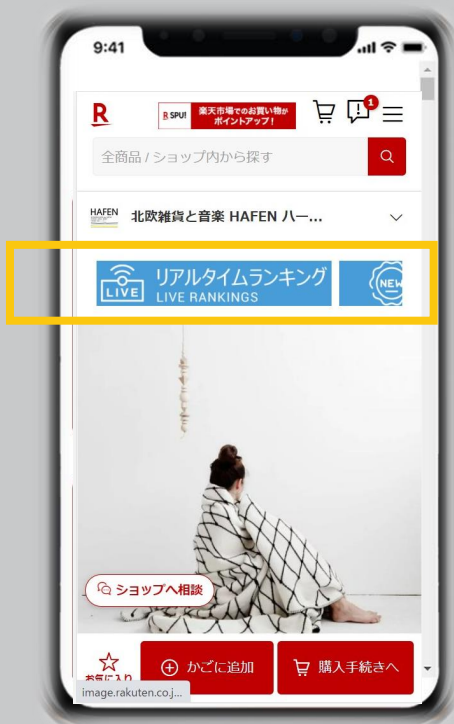 9:41
R
R SPU!
楽天市場でのお買い物が
ポイントアップ！
1
全商品 / ショップ内から探す
HAFEN
北欧雑貨と音楽 HAFEN ハー...
LIVE
リアルタイムランキング
LIVE RANKINGS
NEW
ショップへ相談
お気に入り
かごに追加
購入手続きへ
image.rakuten.co.j...